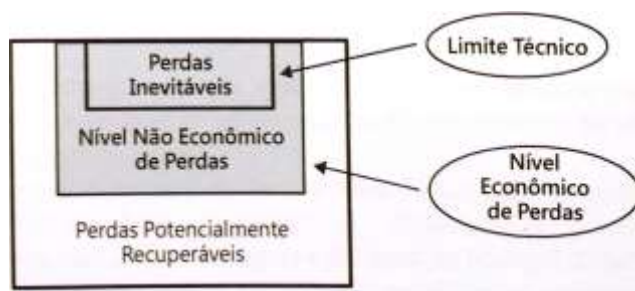 Perdas
Inevitáveis
Limite Técnico
Nível Não Econômico
de Perdas
Nível
Econômico
de Perdas
Perdas Potencialmente
Recuperáveis